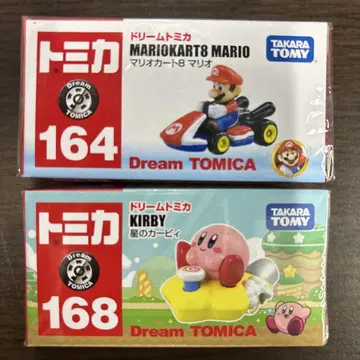 トミカ
Dream
TOMICA
164
ドリームトミカ
MARIOKART8 MARIO
マリオカート8 マリオ
TAKARA
TOMY
Dream TOMICA
トミカ
Dream
TOMICA
168
ドリームトミカ
KIRBY
星のカービィ
TAKARA
TOMY
Dream TOMICA